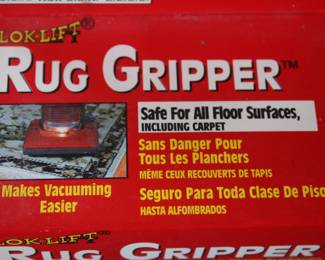 LOK-LIFT®
RUG GRIPPER™
Safe For All Floor Surfaces,
INCLUDING CARPET
Sans Danger Pour
Tous Les Planchers
MÊME CEUX RECOUVERTS DE TAPIS
Makes Vacuuming
Easier
Seguro Para Toda Clase De Piso
HASTA ALFOMBRADOS
LOK-LIFT®
RUG GRIPPER